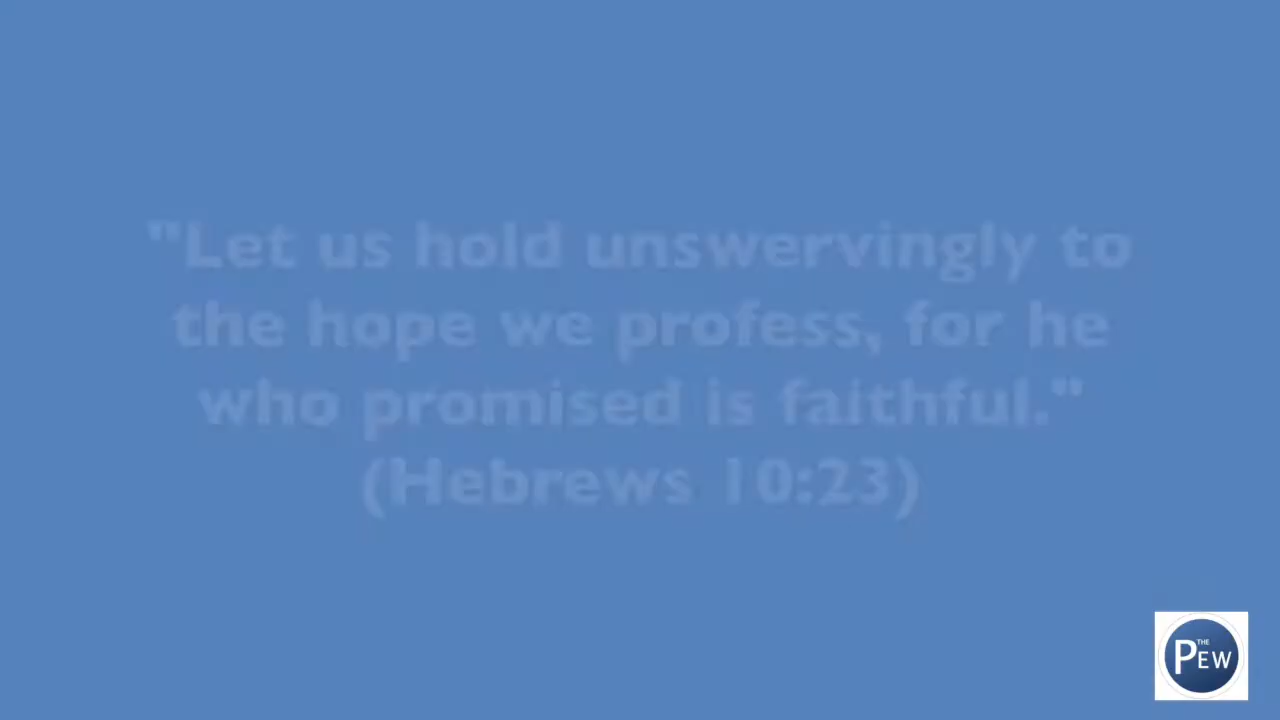 "Let us hold unswervingly to
the hope we profess, for he
who promised is faithful."
(Hebrews 10:23)
THE
PEW